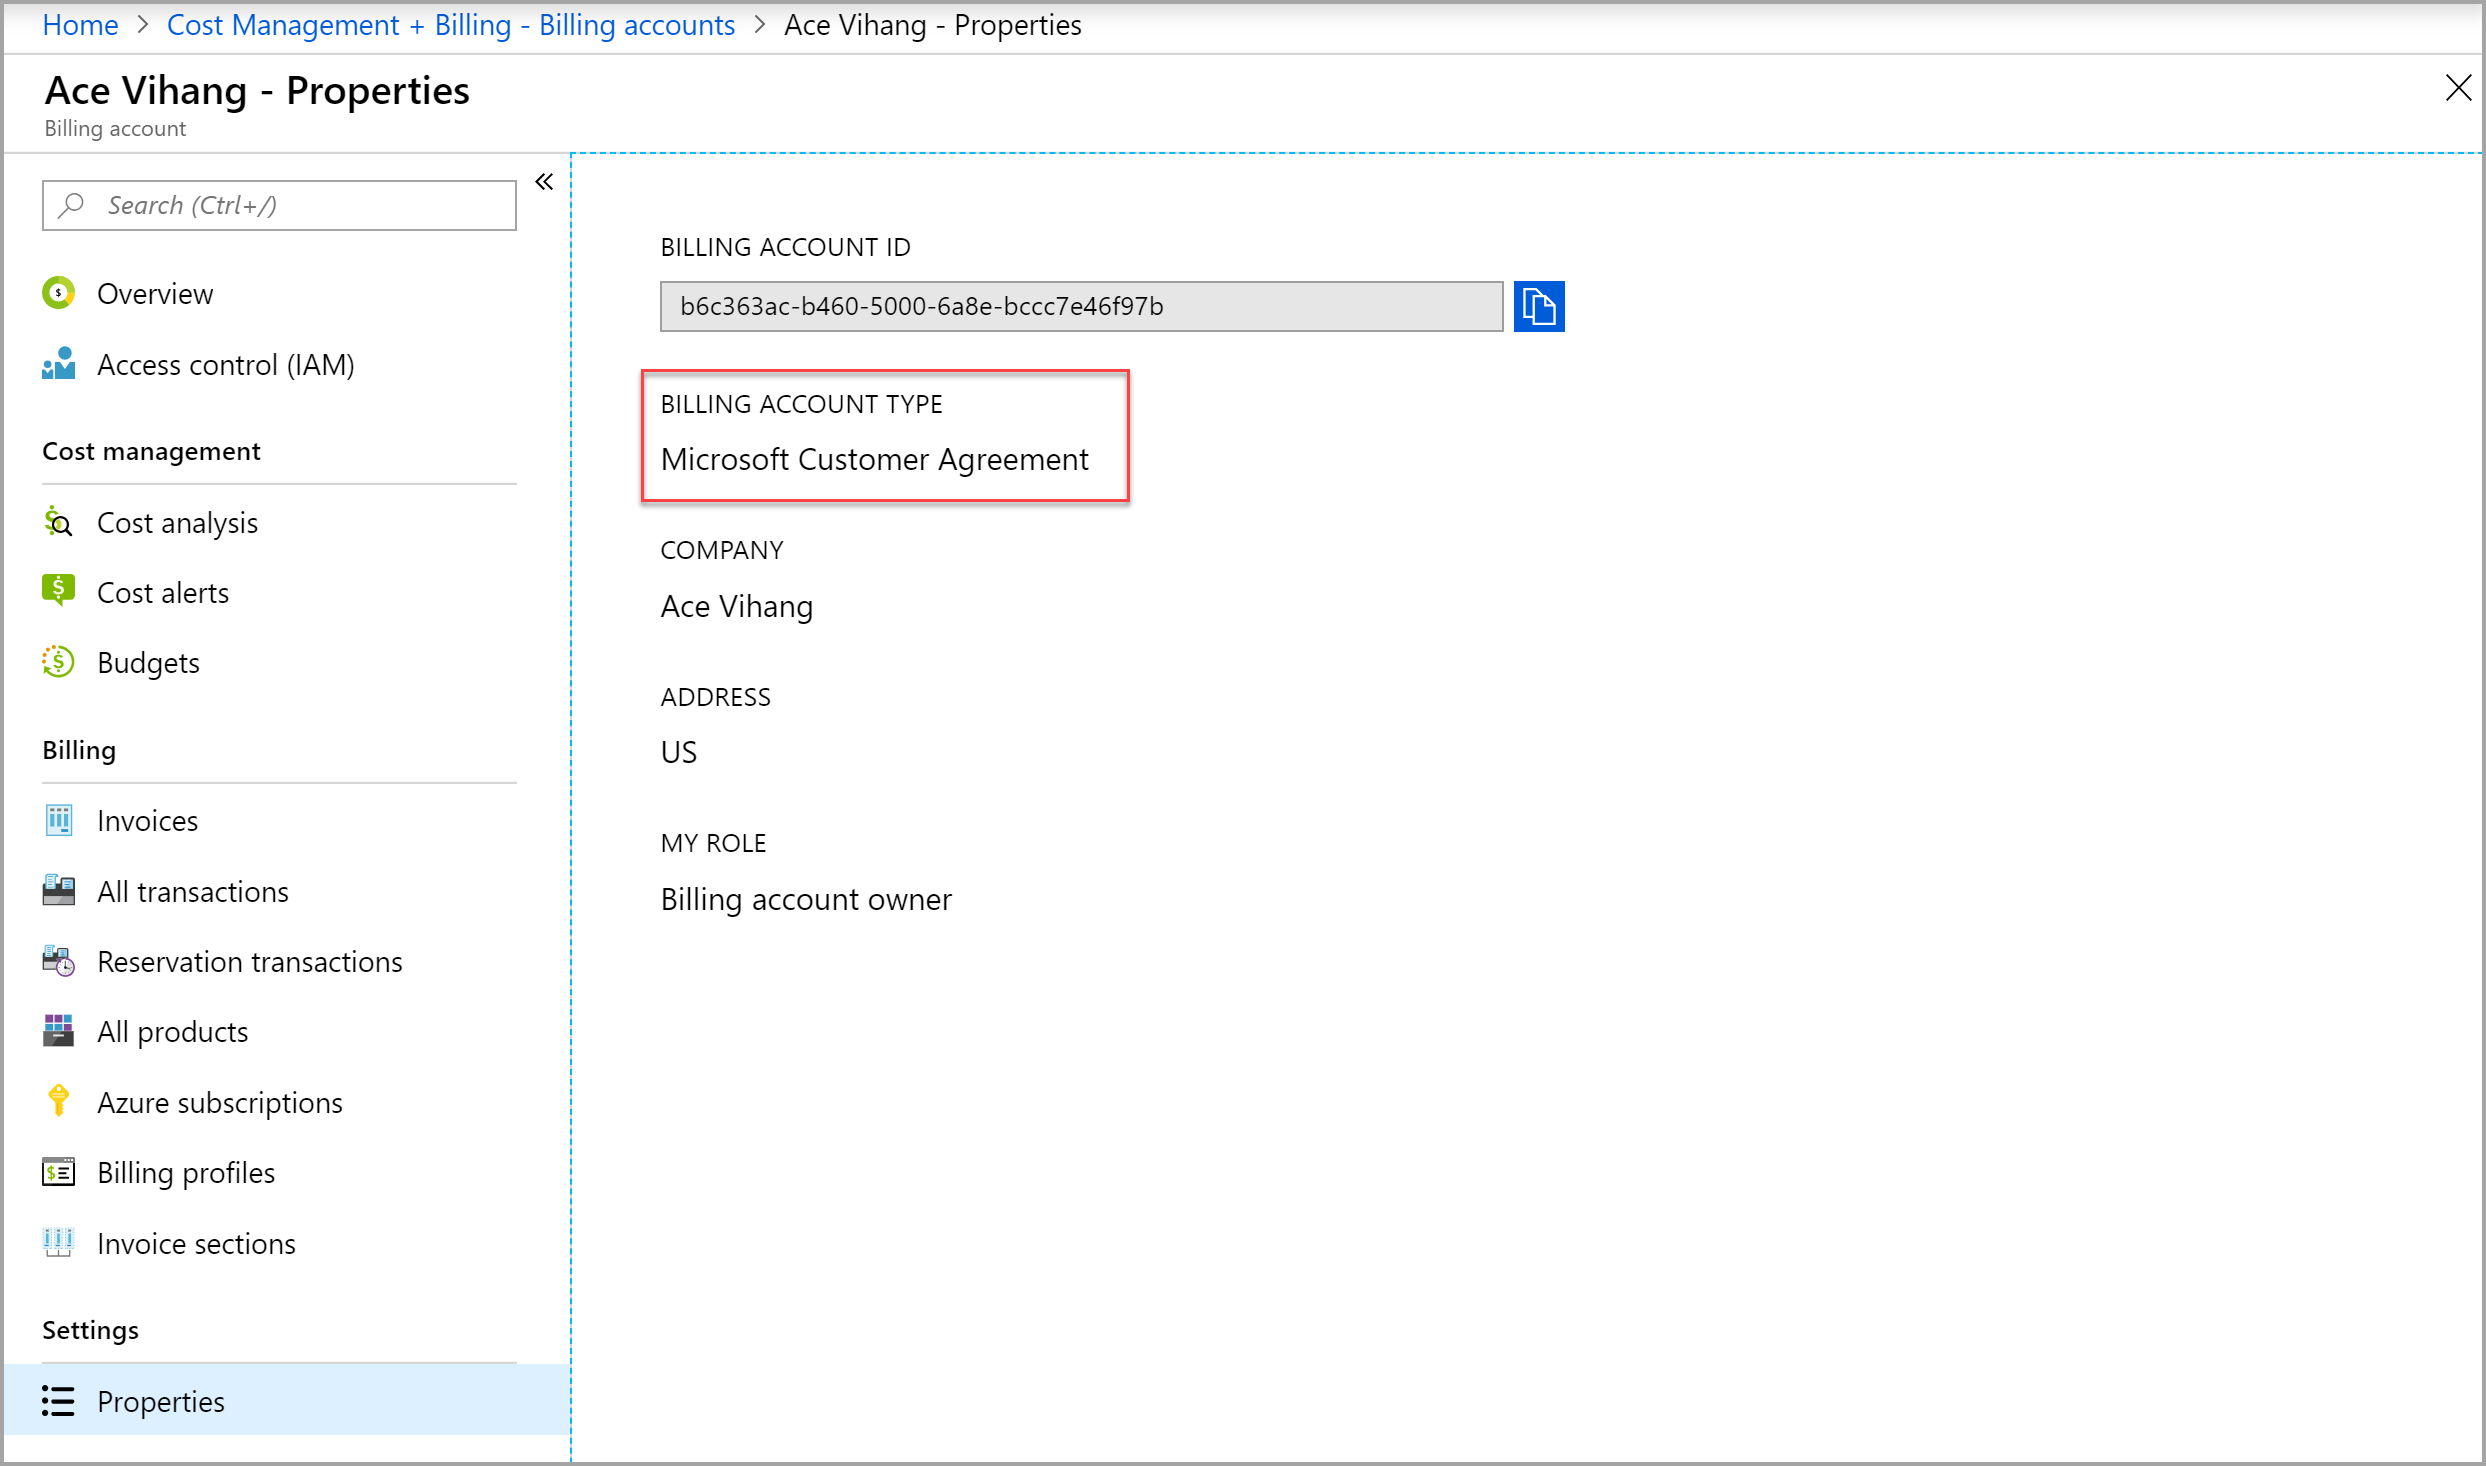 Home > Cost Management + Billing - Billing accounts > Ace Vihang - Properties
Ace Vihang - Properties
Billing account
Search (Ctrl+/)
Overview
Access control (IAM)
Cost management
Cost analysis
Cost alerts
Budgets
Billing
Invoices
All transactions
Reservation transactions
All products
Azure subscriptions
Billing profiles
Invoice sections
Settings
Properties
BILLING ACCOUNT ID
b6c363ac-b460-5000-6a8e-bccc7e46f97b
BILLING ACCOUNT TYPE
Microsoft Customer Agreement
COMPANY
Ace Vihang
ADDRESS
US
MY ROLE
Billing account owner